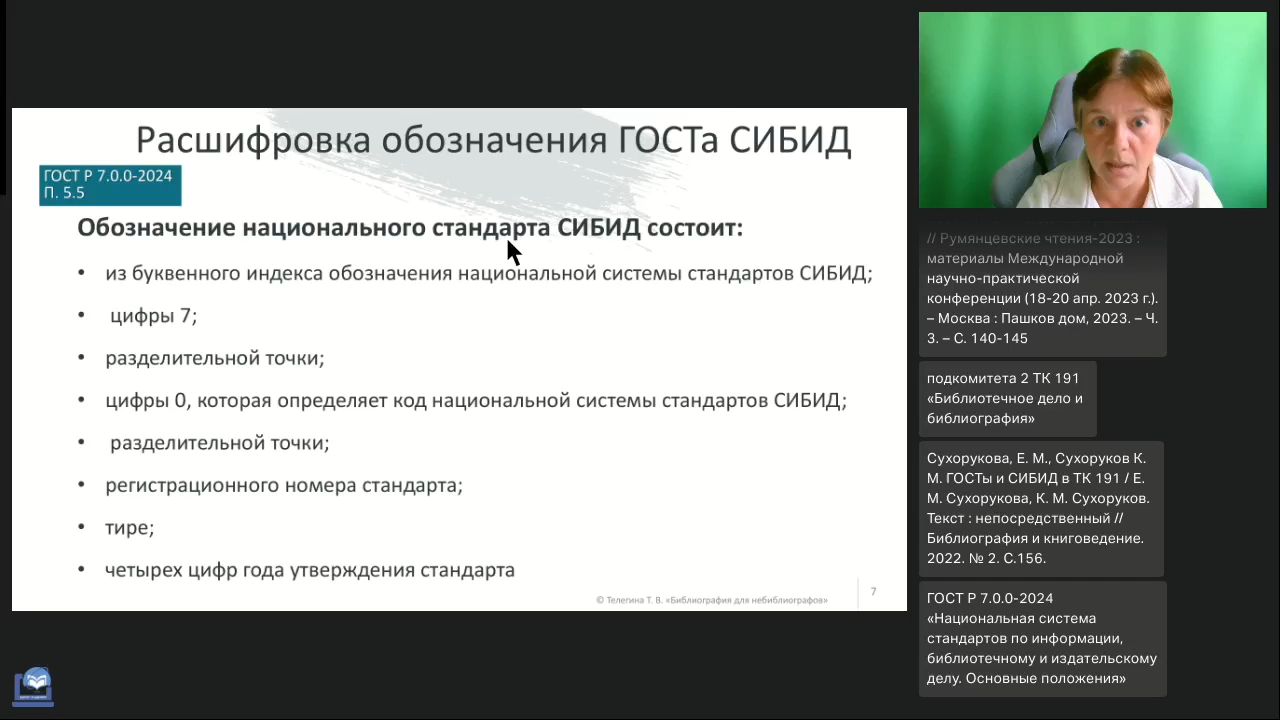 Расшифровка обозначения ГОСТа СИБИД
ГОСТ Р 7.0.0-2024
П. 5.5
Обозначение национального стандарта СИБИД состоит:
• из буквенного индекса обозначения национальной системы стандартов СИБИД;
• цифры 7;
• разделительной точки;
• цифры 0, которая определяет код национальной системы стандартов СИБИД;
• разделительной точки;
• регистрационного номера стандарта;
• тире;
• четырех цифр года утверждения стандарта
© Телегина Т. В. «Библиография для небиблиографов»
7
// Румянцевские чтения-2023 :
материалы Международной
научно-практической
конференции (18-20 апр. 2023 г.).
– Москва : Пашков дом, 2023. – Ч.
3. – С. 140-145
подкомитета 2 ТК 191
«Библиотечное дело и
библиография»
Сухорукова, Е. М., Сухоруков К.
М. ГОСТы и СИБИД в ТК 191 / Е.
М. Сухорукова, К. М. Сухоруков.
Текст : непосредственный //
Библиография и книговедение.
2022. № 2. С.156.
ГОСТ Р 7.0.0-2024
«Национальная система
стандартов по информации,
библиотечному и издательскому
делу. Основные положения»